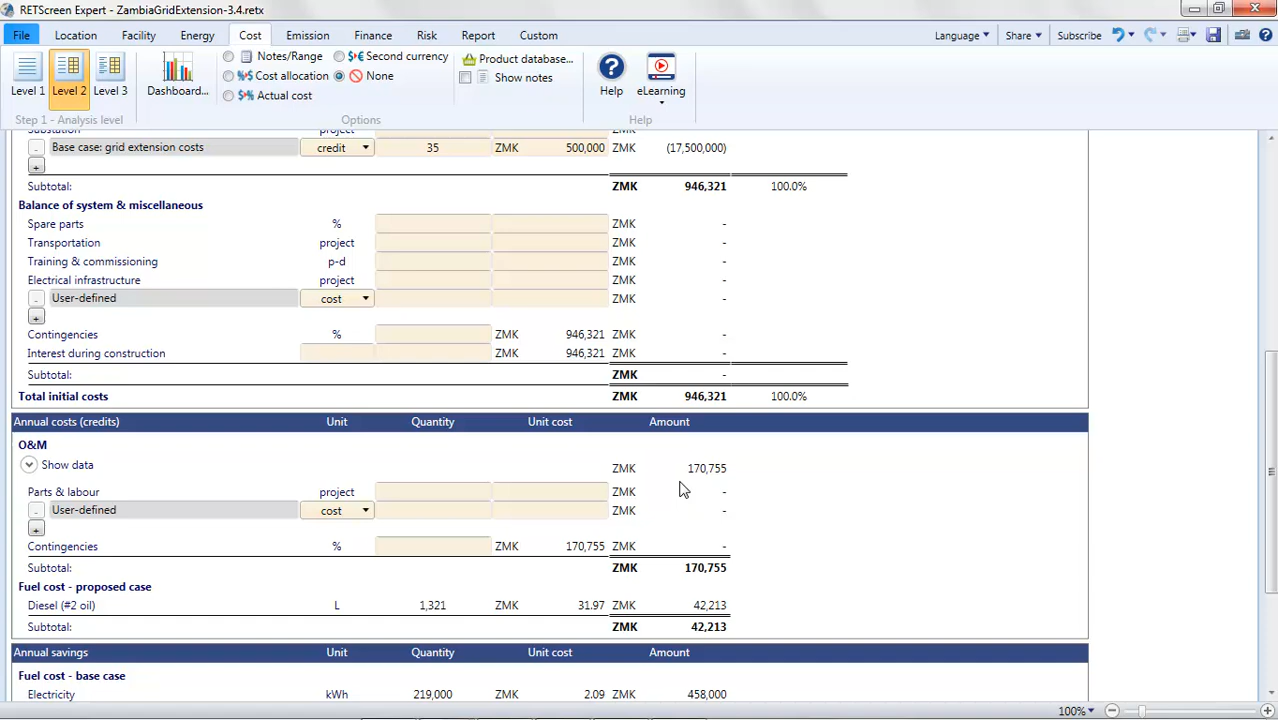 RETScreen Expert - ZambiaGridExtension-3.4.retx
File Location Facility Energy Cost Emission Finance Risk Report Custom Language Share Subscribe
Level 1 Level 2 Level 3
Step 1 - Analysis level
Dashboard...
Notes/Range $€ Second currency
%$ Cost allocation None
$% Actual cost
Options
Product database...
Show notes
Help
eLearning
Help
Substation project
- Base case: grid extension costs credit 35 ZMK 500,000 ZMK (17,500,000)
+
Subtotal: ZMK 946,321 100.0%
Balance of system & miscellaneous
Spare parts % ZMK -
Transportation project ZMK -
Training & commissioning p-d ZMK -
Electrical infrastructure project ZMK -
- User-defined cost ZMK -
+
Contingencies % ZMK 946,321 ZMK -
Interest during construction 946,321 ZMK -
Subtotal: ZMK -
Total initial costs ZMK 946,321 100.0%
Annual costs (credits) Unit Quantity Unit cost Amount
O&M
Show data ZMK 170,755
Parts & labour project ZMK -
- User-defined cost ZMK -
+
Contingencies % ZMK 170,755 ZMK -
Subtotal: ZMK 170,755
Fuel cost - proposed case
Diesel (#2 oil) L 1,321 ZMK 31.97 ZMK 42,213
Subtotal: ZMK 42,213
Annual savings Unit Quantity Unit cost Amount
Fuel cost - base case
Electricity kWh 219,000 ZMK 2.09 ZMK 458,000
100%